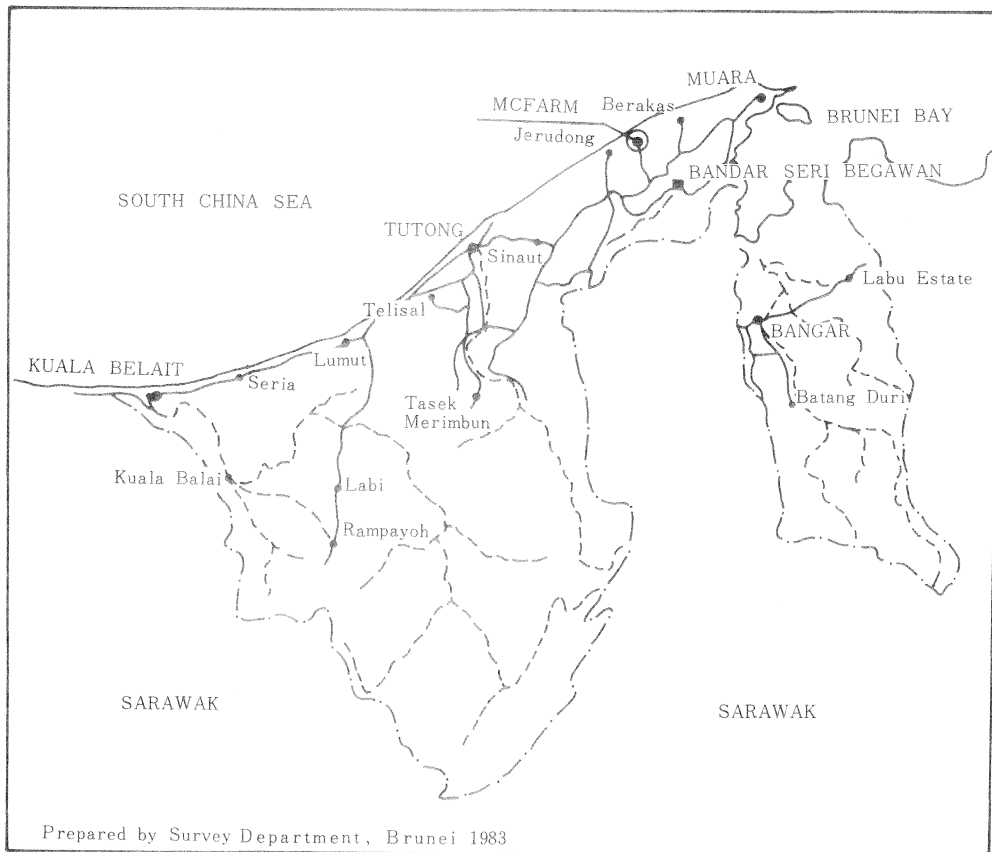 MUARA
MCFARM
Berakas
BRUNEI BAY
Jerudong
BANDAR SERI BEGAWAN
SOUTH CHINA SEA
TUTONG
Sinaut
Labu Estate
Telisal
BANGAR
Lumut
KUALA BELAIT
Seria
Tasek
Merimbun
Batang Duri
Kuala Balai
Labi
Rampayoh
SARAWAK
SARAWAK
Prepared by Survey Department, Brunei 1983